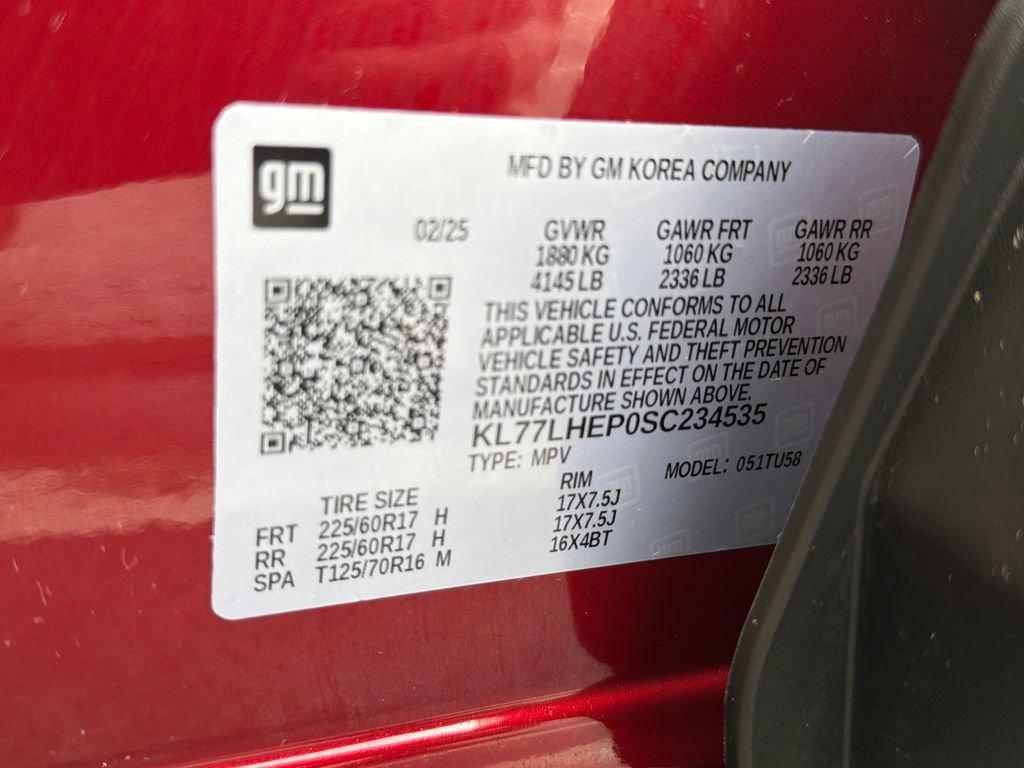 gm
MFD BY GM KOREA COMPANY
02/25 GVWR GAWR FRT GAWR RR
1880 KG 1060 KG 1060 KG
4145 LB 2336 LB 2336 LB
THIS VEHICLE CONFORMS TO ALL
APPLICABLE U.S. FEDERAL MOTOR
VEHICLE SAFETY AND THEFT PREVENTION
STANDARDS IN EFFECT ON THE DATE OF
MANUFACTURE SHOWN ABOVE.
KL77LHEP0SC234535
TYPE: MPV MODEL: 051TU58
TIRE SIZE RIM
FRT 225/60R17 H 17X7.5J
RR 225/60R17 H 17X7.5J
SPA T125/70R16 M 16X4BT